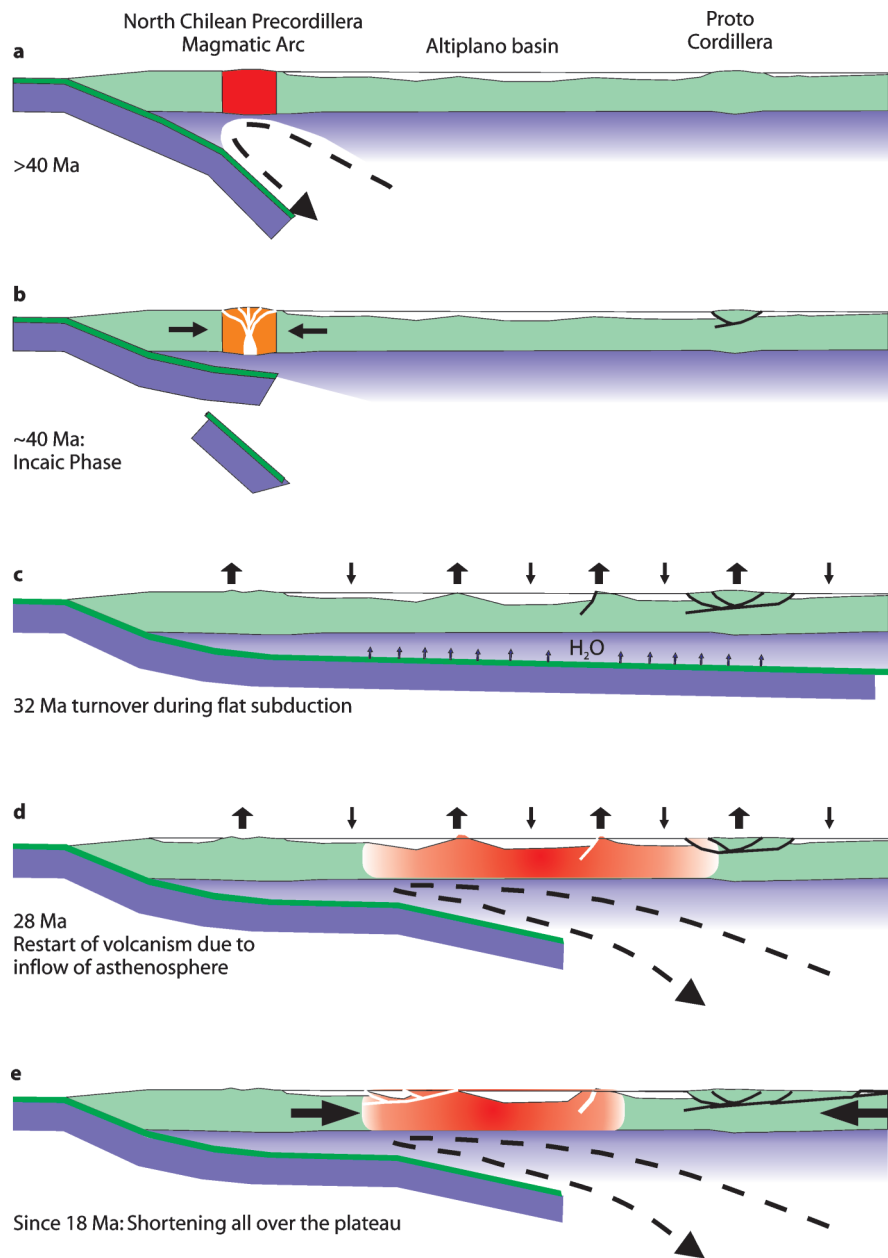 North Chilean Precordillera
Magmatic Arc
Altiplano basin
Proto
Cordillera
a
>40 Ma
b
~40 Ma:
Incaic Phase
c
H₂O
32 Ma turnover during flat subduction
d
28 Ma
Restart of volcanism due to
inflow of asthenosphere
e
Since 18 Ma: Shortening all over the plateau